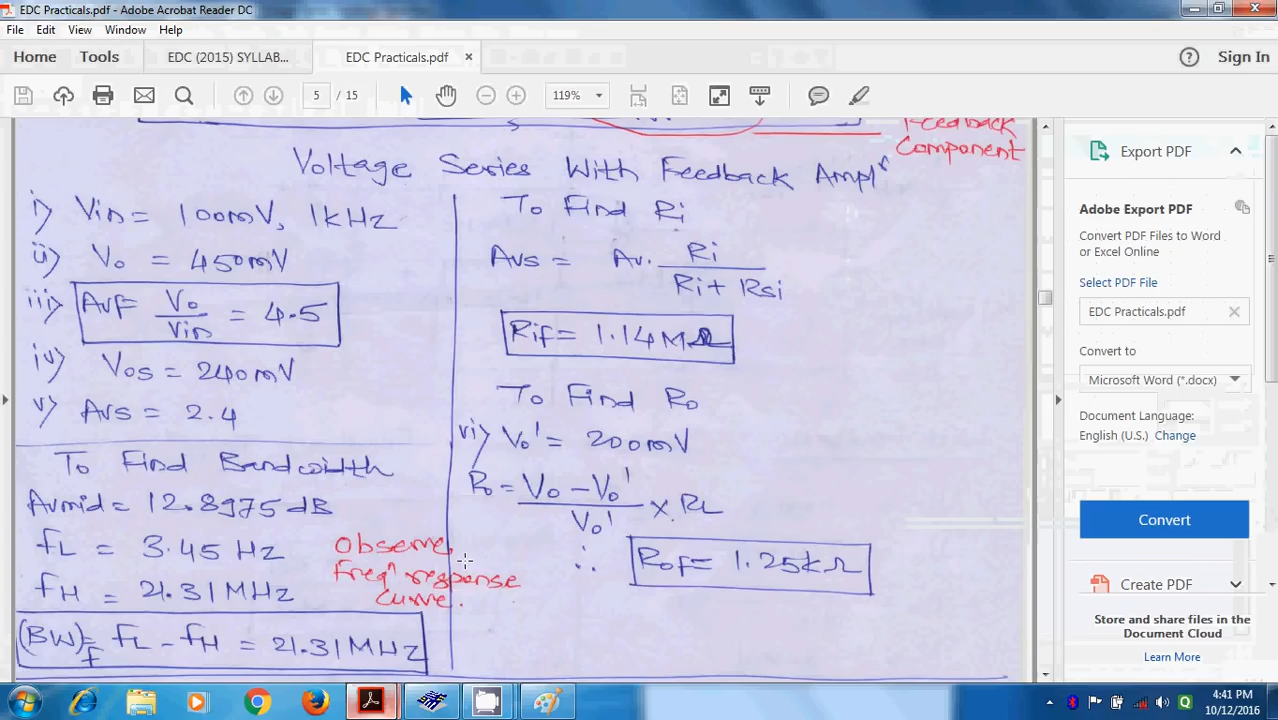 EDC Practicals.pdf - Adobe Acrobat Reader DC
File Edit View Window Help
Home Tools EDC (2015) SYLLAB... EDC Practicals.pdf × Sign In
5 / 15 119%
Feedback
Component
Voltage Series With Feedback Amplr
i) Vin = 100mV, 1kHz
ii) Vo = 450mV
iii) Avf = Vo / Vin = 4.5
iv) Vos = 240mV
v) Avs = 2.4
To Find Bandwidth
Avmid = 12.8975 dB
fL = 3.45 Hz
fH = 21.31 MHz
(BW)f = fL - fH = 21.31 MHz
Observe
Freqn response
Curve.
To Find Ri
Avs = Av. Ri / Ri + Rsi
Rif = 1.14 MΩ
To Find Ro
vi) Vo' = 200mV
Ro = Vo - Vo' / Vo' × RL
∴ Rof = 1.25kΩ
Export PDF
Adobe Export PDF
Convert PDF Files to Word
or Excel Online
Select PDF File
EDC Practicals.pdf ×
Convert to
Microsoft Word (*.docx)
Document Language:
English (U.S.) Change
Convert
Create PDF
Store and share files in the
Document Cloud
Learn More
4:41 PM
10/12/2016